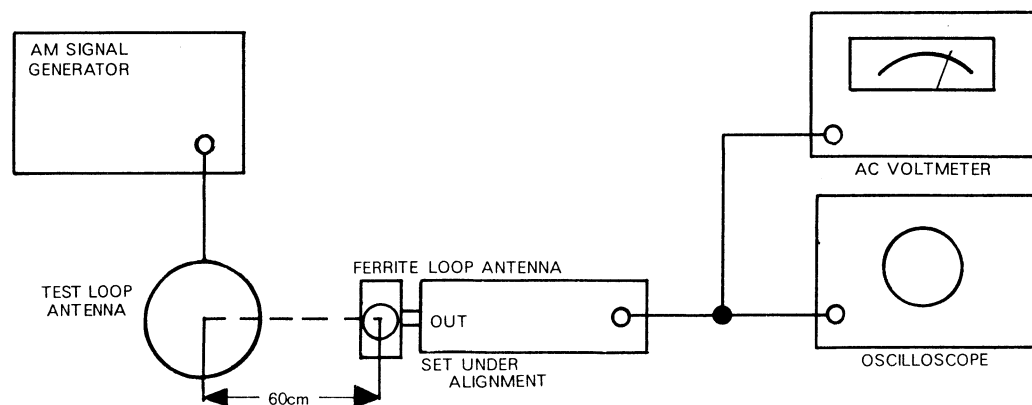 AM SIGNAL
GENERATOR
AC VOLTMETER
FERRITE LOOP ANTENNA
TEST LOOP
ANTENNA
OUT
SET UNDER
ALIGNMENT
OSCILLOSCOPE
60cm